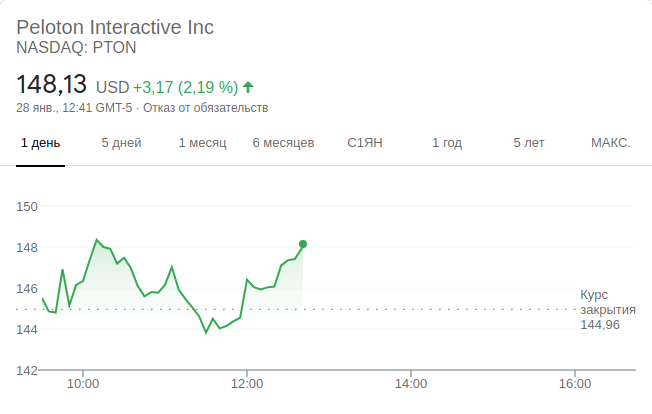 Peloton Interactive Inc
NASDAQ: PTON
148,13 USD +3,17 (2,19 %)
28 янв., 12:41 GMT-5 · Отказ от обязательств
1 день 5 дней 1 месяц 6 месяцев С1ЯН 1 год 5 лет МАКС.
150
148
146
Курс
закрытия
144,96
144
142
10:00 12:00 14:00 16:00